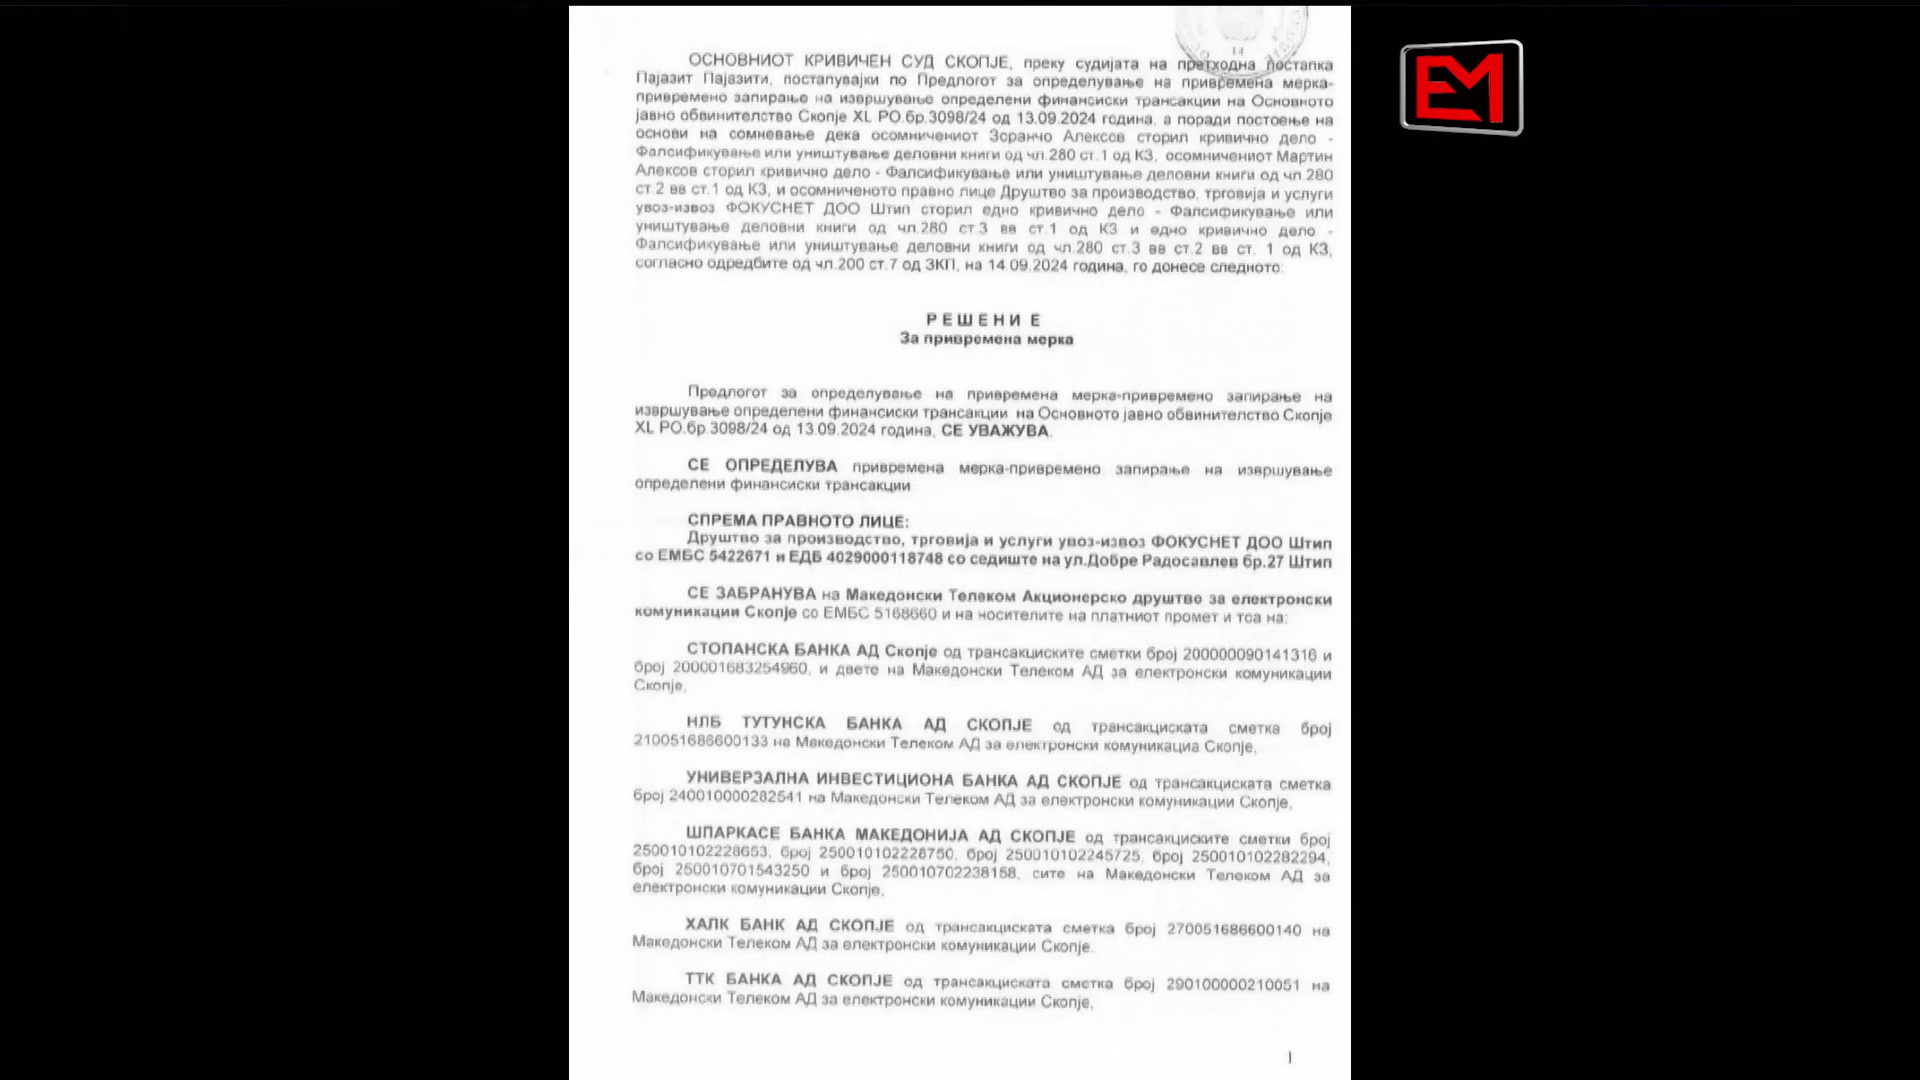 14
ОСНОВНИОТ КРИВИЧЕН СУД СКОПЈЕ, преку судијата на претходна постапка
Пајазит Пајазити, постапувајки по Предлогот за определување на привремена мерка-
привремено запирање на извршување определени финансиски трансакции на Основното
јавно обвинителство Скопје XL РО.бр.3098/24 од 13.09.2024 година, а поради постоење на
основи на сомневање дека осомничениот Зоранчо Алексов сторил кривично дело -
Фалсификување или уништување деловни книги од чл.280 ст.1 од КЗ, осомничениот Мартин
Алексов сторил кривично дело - Фалсификување или уништување деловни книги од чл.280
ст.2 вв ст.1 од КЗ, и осомниченото правно лице Друштво за производство, трговија и услуги
увоз-извоз ФОКУСНЕТ ДОО Штип сторил едно кривично дело - Фалсификување или
уништување деловни книги од чл.280 ст.3 вв ст.1 од КЗ и едно кривично дело -
Фалсификување или уништување деловни книги од чл.280 ст.3 вв ст.2 вв ст. 1 од КЗ,
согласно одредбите од чл.200 ст.7 од ЗКП, на 14.09.2024 година, го донесе следното:
Р Е Ш Е Н И Е
За привремена мерка
Предлогот за определување на привремена мерка-привремено запирање на
извршување определени финансиски трансакции на Основното јавно обвинителство Скопје
XL РО.бр.3098/24 од 13.09.2024 година, СЕ УВАЖУВА.
СЕ ОПРЕДЕЛУВА привремена мерка-привремено запирање на извршување
определени финансиски трансакции
СПРЕМА ПРАВНОТО ЛИЦЕ:
Друштво за производство, трговија и услуги увоз-извоз ФОКУСНЕТ ДОО Штип
со ЕМБС 5422671 и ЕДБ 4029000118748 со седиште на ул.Добре Радосавлев бр.27 Штип
СЕ ЗАБРАНУВА на Македонски Телеком Акционерско друштво за електронски
комуникации Скопје со ЕМБС 5168660 и на носителите на платниот промет и тоа на:
СТОПАНСКА БАНКА АД Скопје од трансакциските сметки број 200000090141316 и
број 200001683254960, и двете на Македонски Телеком АД за електронски комуникации
Скопје,
НЛБ ТУТУНСКА БАНКА АД СКОПЈЕ од трансакциската сметка број
210051686600133 на Македонски Телеком АД за електронски комуникациа Скопје,
УНИВЕРЗАЛНА ИНВЕСТИЦИОНА БАНКА АД СКОПЈЕ од трансакциската сметка
број 240010000282541 на Македонски Телеком АД за електронски комуникации Скопје,
ШПАРКАСЕ БАНКА МАКЕДОНИЈА АД СКОПЈЕ од трансакциските сметки број
250010102228653, број 250010102228750, број 250010102245725, број 250010102282294,
број 250010701543250 и број 250010702238158, сите на Македонски Телеком АД за
електронски комуникации Скопје,
ХАЛК БАНК АД СКОПЈЕ од трансакциската сметка број 270051686600140 на
Македонски Телеком АД за електронски комуникации Скопје.
ТТК БАНКА АД СКОПЈЕ од трансакциската сметка број 290100000210051 на
Македонски Телеком АД за електронски комуникации Скопје,
1
EM